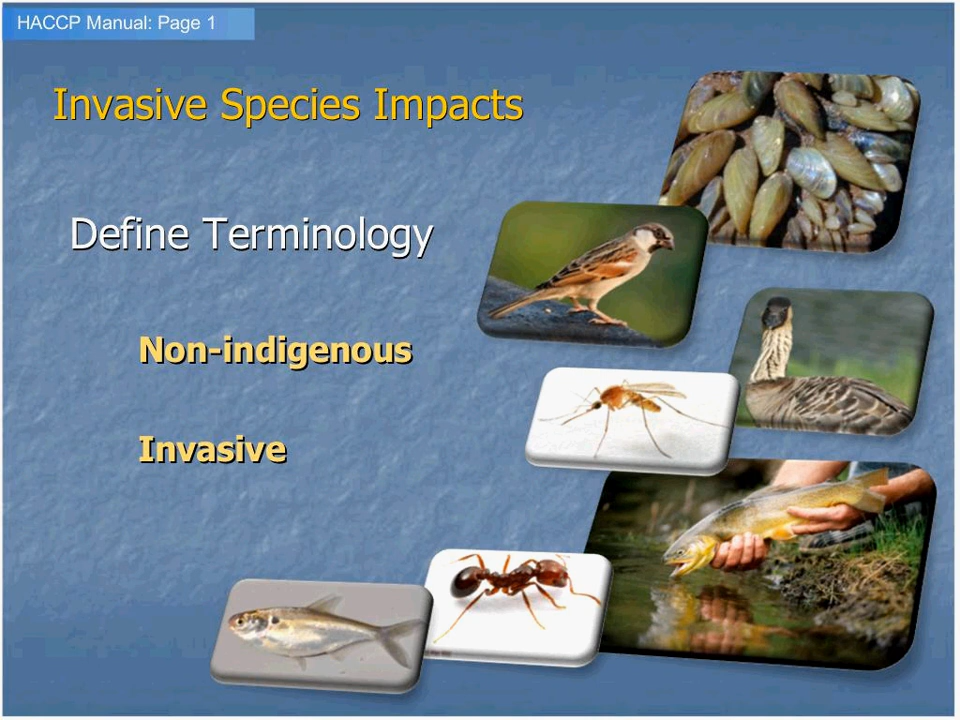 HACCP Manual: Page 1
Invasive Species Impacts
Define Terminology
Non-indigenous
Invasive